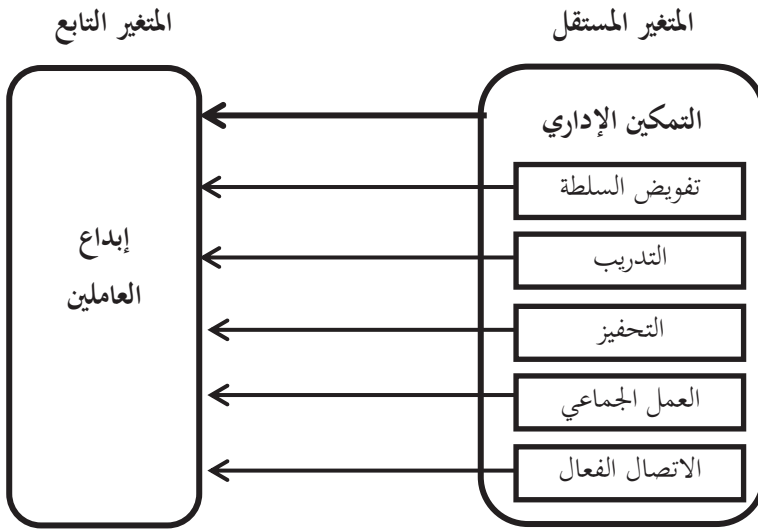 المتغير المستقل
المتغير التابع
التمكين الإداري
تفويض السلطة
التدريب
التحفيز
العمل الجماعي
الاتصال الفعال
إبداع
العاملين